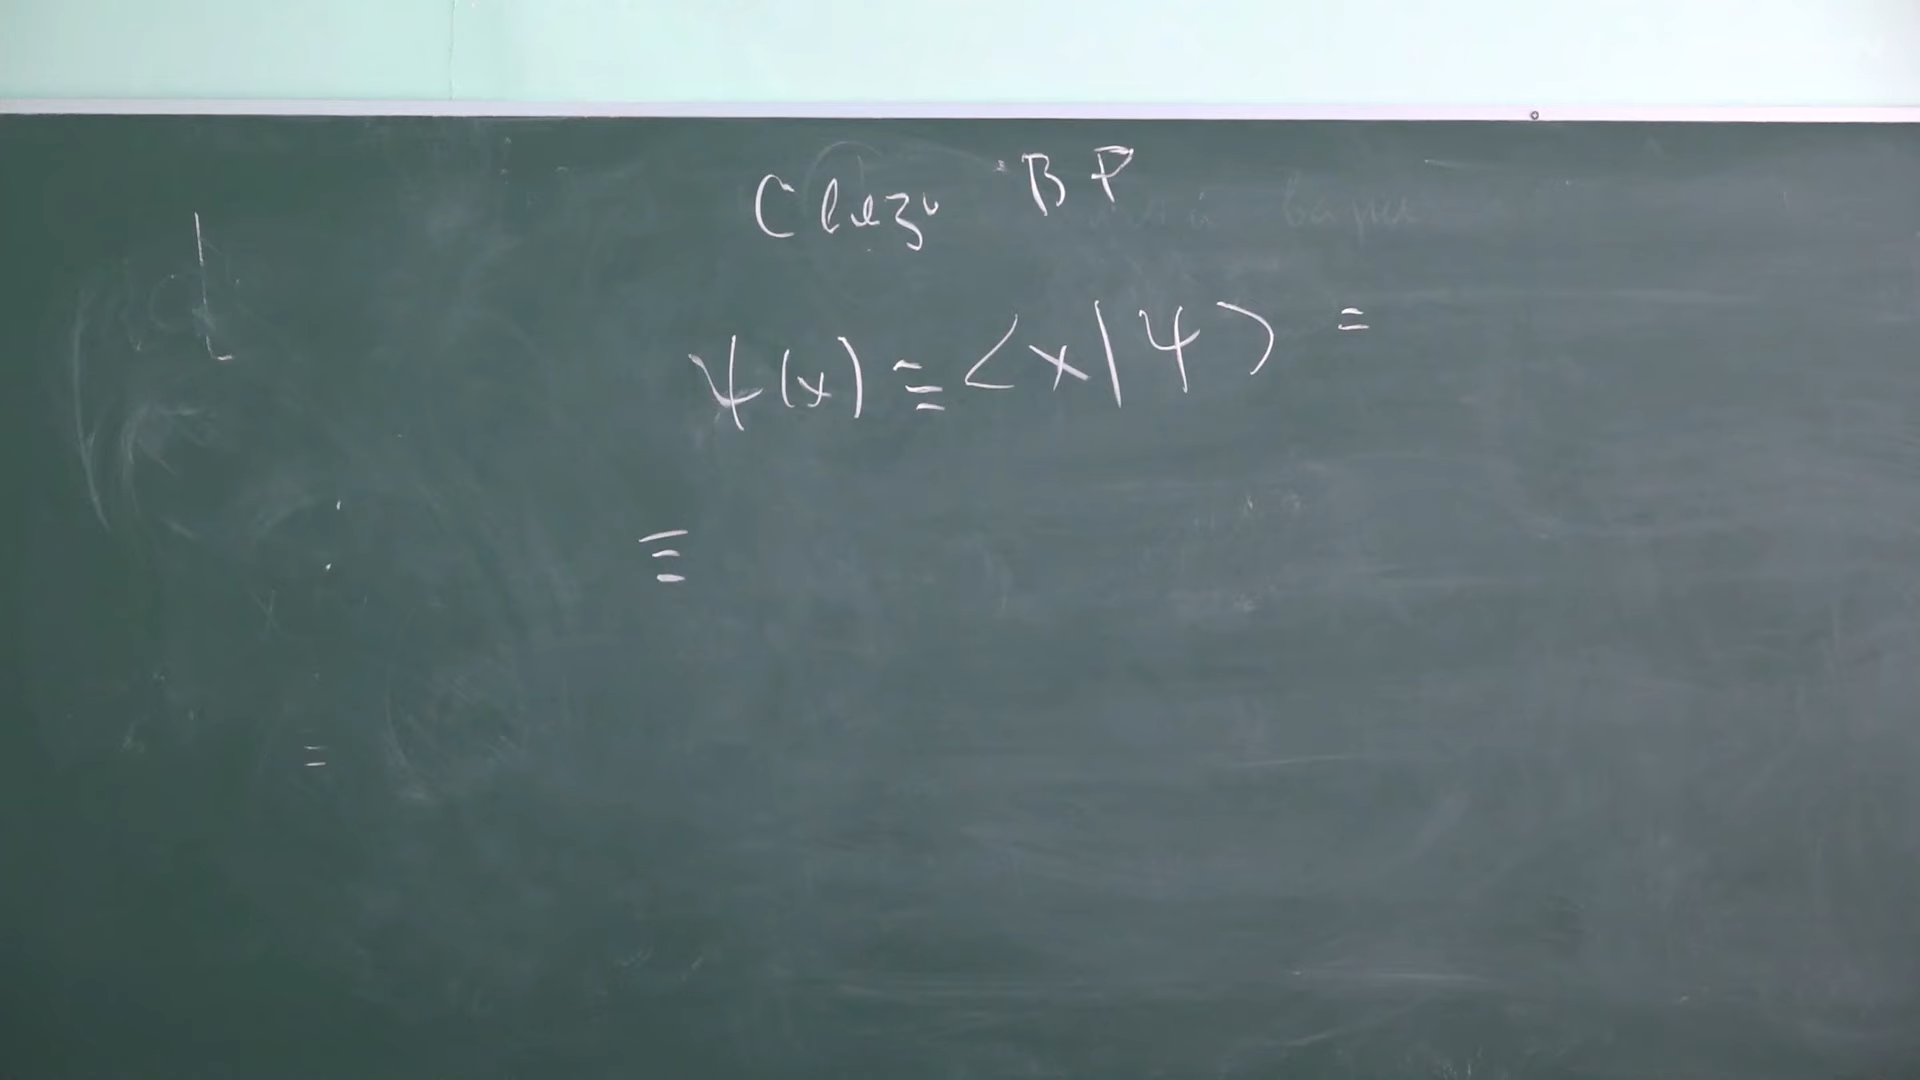 Связь ВР
ψ(x) ≡ ⟨x|ψ⟩ =
≡
=